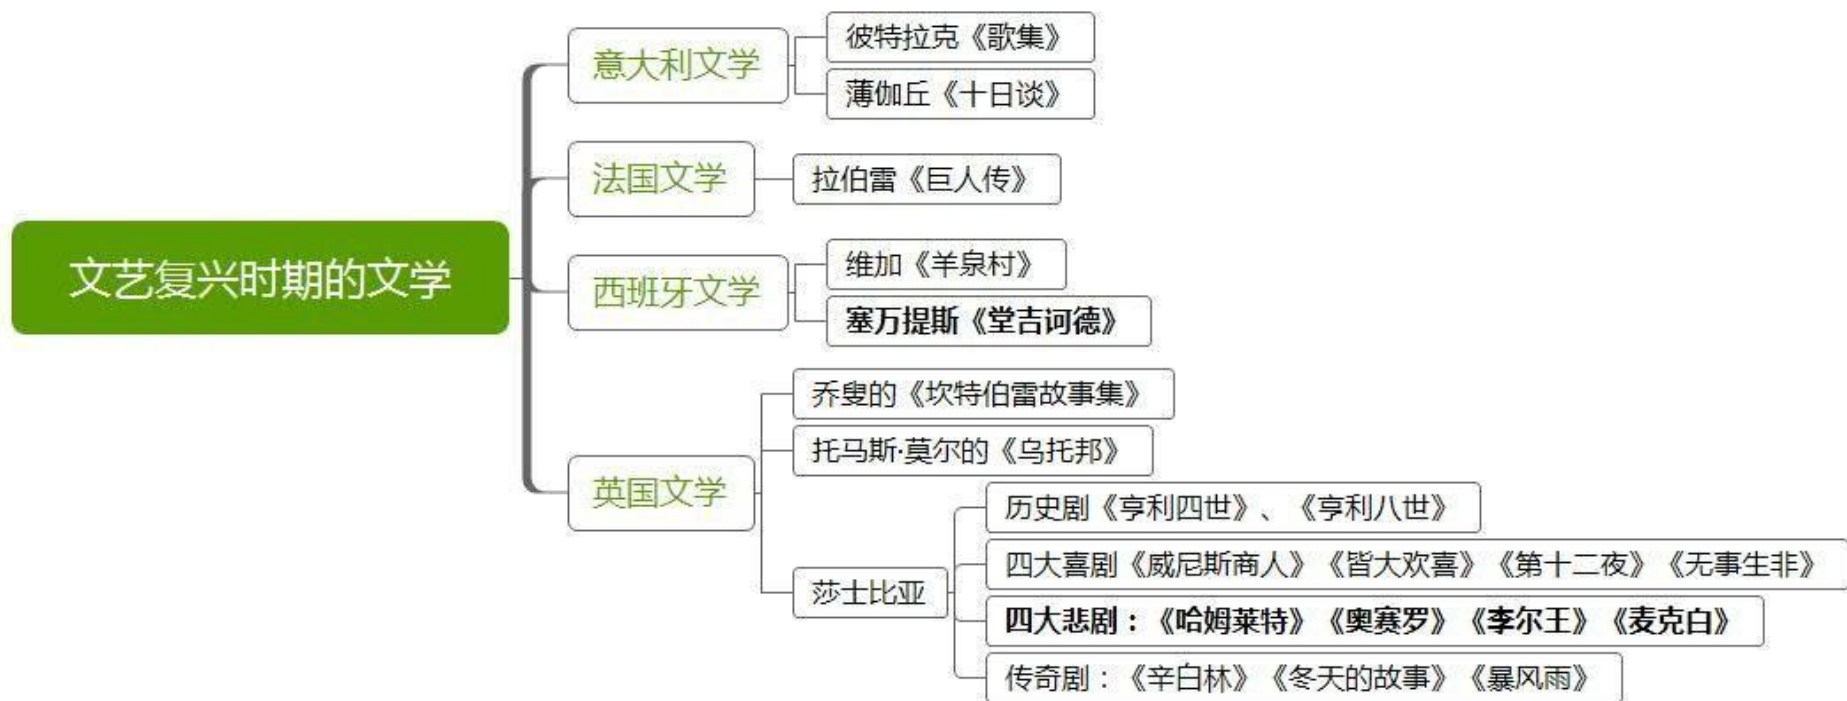 文艺复兴时期的文学
意大利文学
彼特拉克《歌集》
薄伽丘《十日谈》
法国文学
拉伯雷《巨人传》
西班牙文学
维加《羊泉村》
塞万提斯《堂吉诃德》
英国文学
乔叟的《坎特伯雷故事集》
托马斯·莫尔的《乌托邦》
莎士比亚
历史剧《亨利四世》、《亨利八世》
四大喜剧《威尼斯商人》《皆大欢喜》《第十二夜》《无事生非》
四大悲剧：《哈姆莱特》《奥赛罗》《李尔王》《麦克白》
传奇剧：《辛白林》《冬天的故事》《暴风雨》